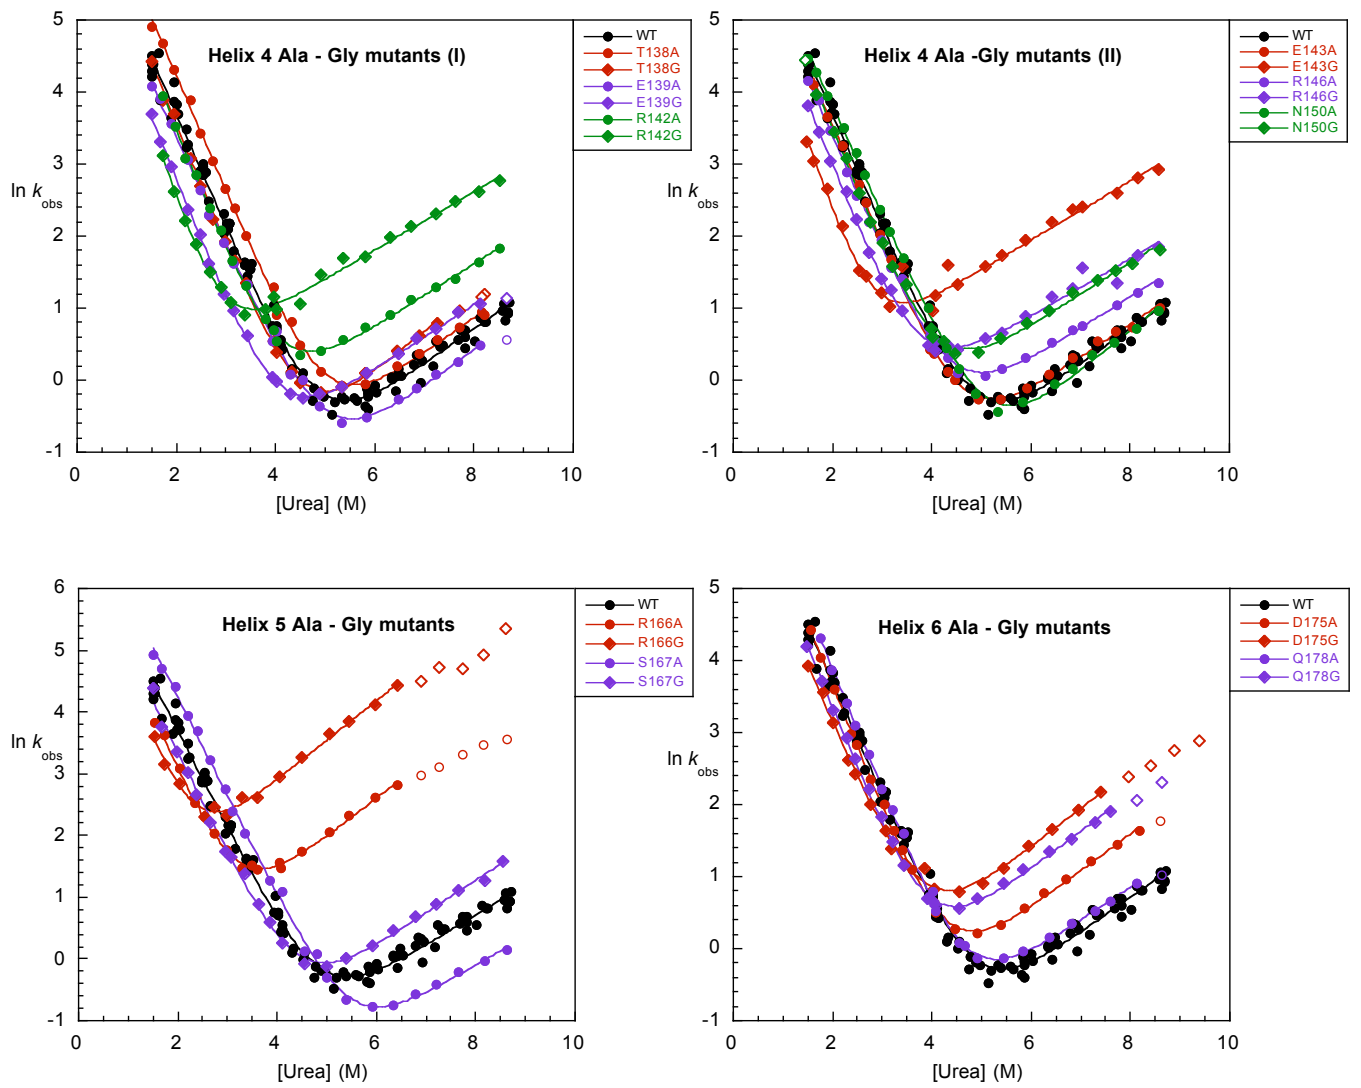 Helix 4 Ala - Gly mutants (I)
WT
T138A
T138G
E139A
E139G
R142A
R142G
5
4
3
2
1
0
-1
ln k obs
0 2 4 6 8 10
[Urea] (M)
Helix 4 Ala -Gly mutants (II)
WT
E143A
E143G
R146A
R146G
N150A
N150G
5
4
3
2
1
0
-1
ln k obs
0 2 4 6 8 10
[Urea] (M)
Helix 5 Ala - Gly mutants
WT
R166A
R166G
S167A
S167G
6
5
4
3
2
1
0
-1
ln k obs
0 2 4 6 8 10
[Urea] (M)
Helix 6 Ala - Gly mutants
WT
D175A
D175G
Q178A
Q178G
5
4
3
2
1
0
-1
ln k obs
0 2 4 6 8 10
[Urea] (M)